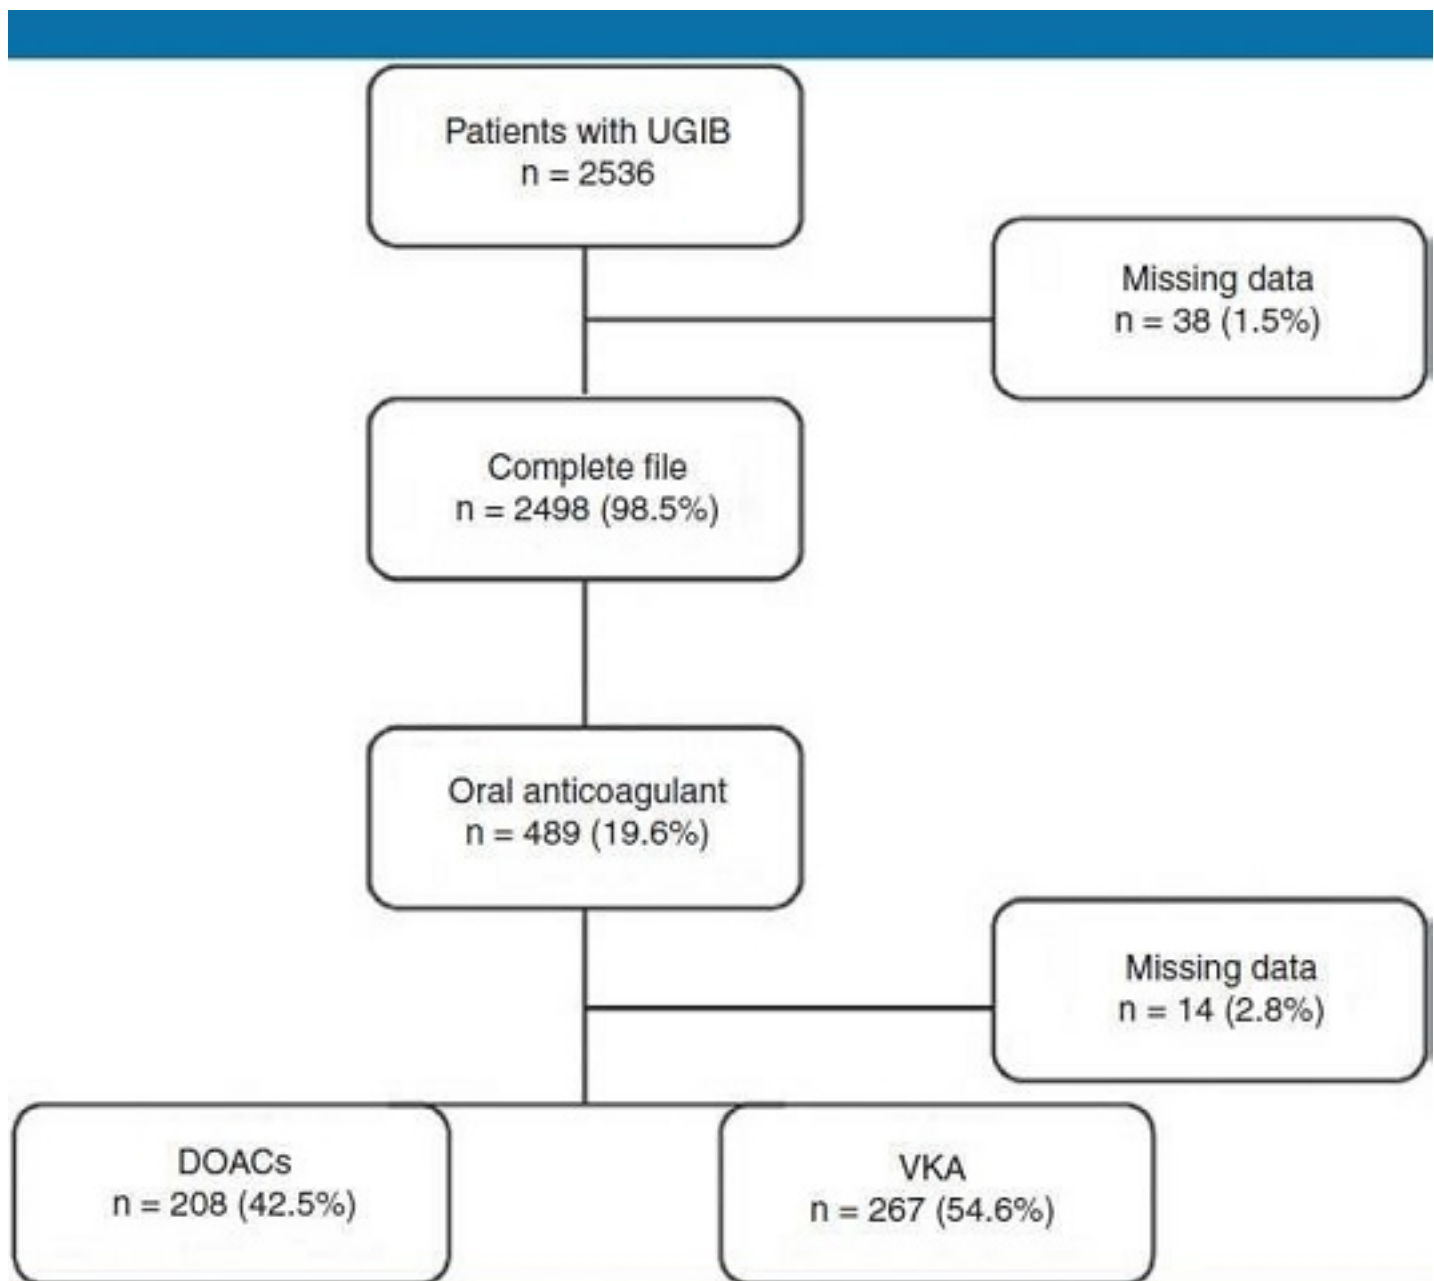 Patients with UGIB
n = 2536
Missing data
n = 38 (1.5%)
Complete file
n = 2498 (98.5%)
Oral anticoagulant
n = 489 (19.6%)
Missing data
n = 14 (2.8%)
DOACs
n = 208 (42.5%)
VKA
n = 267 (54.6%)